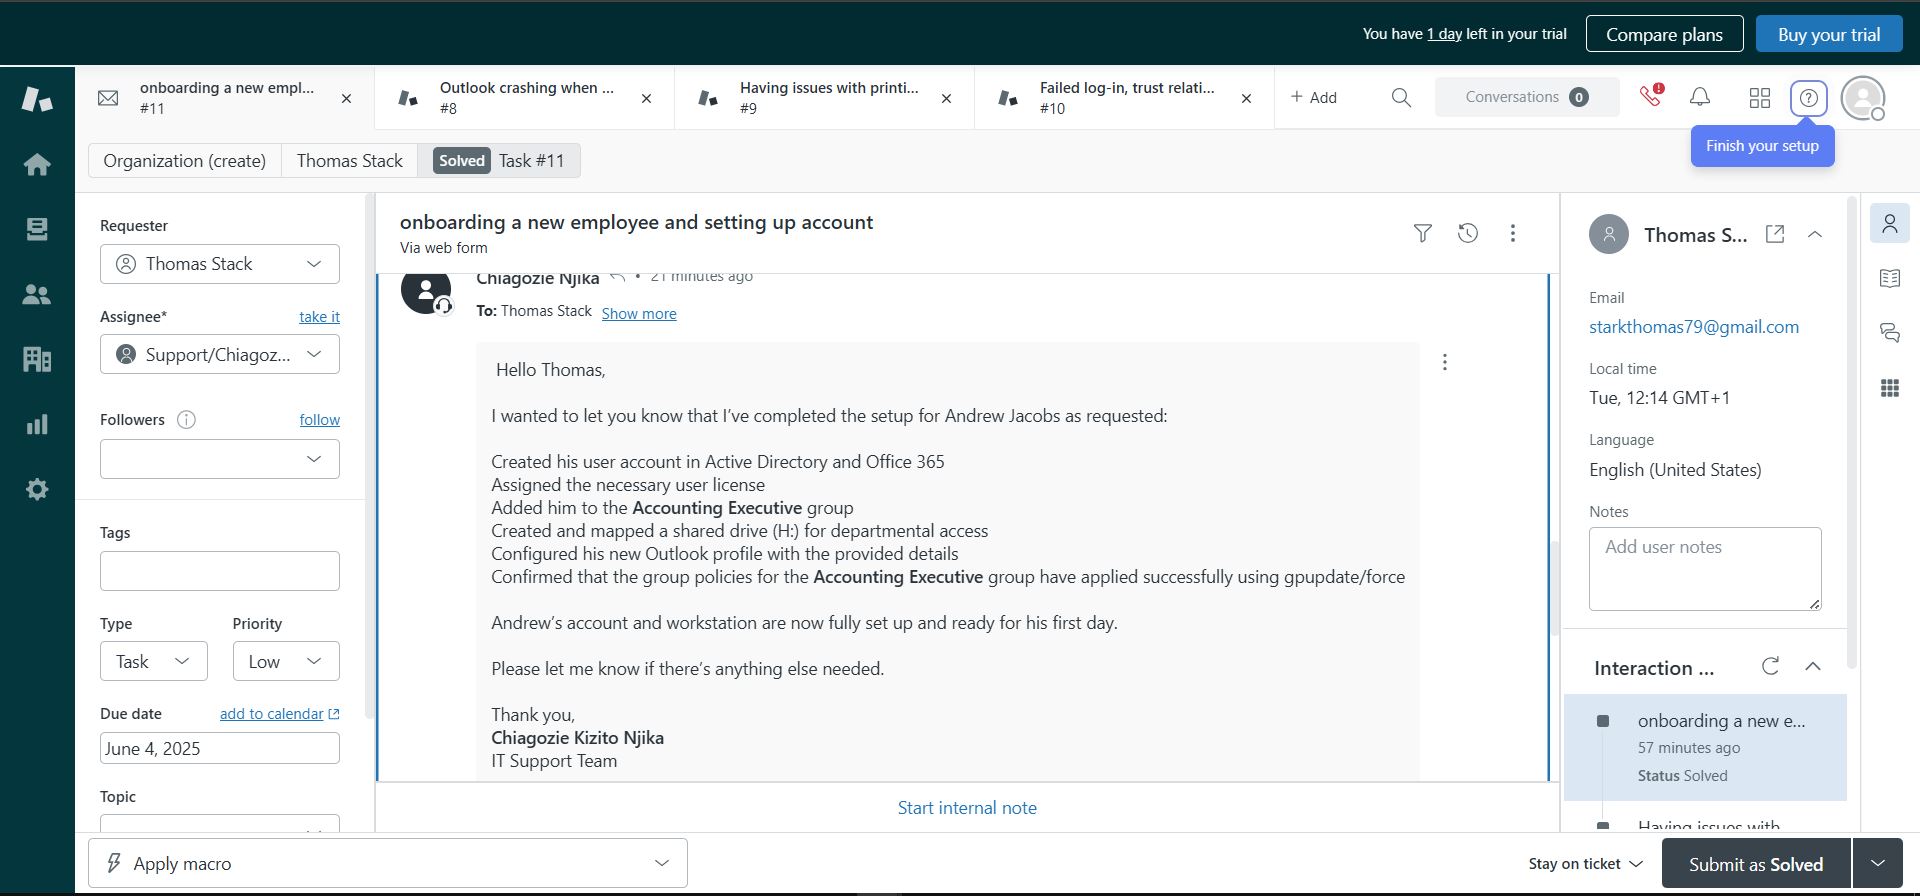 You have 1 day left in your trial
Compare plans
Buy your trial
onboarding a new empl...
#11
Outlook crashing when ...
#8
Having issues with printi...
#9
Failed log-in, trust relati...
#10
+ Add
Conversations 0
Finish your setup
Organization (create)
Thomas Stack
Solved Task #11
Requester
Thomas Stack
Assignee* take it
Support/Chiagoz...
Followers follow
Tags
Type Priority
Task Low
Due date add to calendar
June 4, 2025
Topic
onboarding a new employee and setting up account
Via web form
Chiagozie Njika • 21 minutes ago
To: Thomas Stack Show more
Hello Thomas,
I wanted to let you know that I've completed the setup for Andrew Jacobs as requested:
Created his user account in Active Directory and Office 365
Assigned the necessary user license
Added him to the Accounting Executive group
Created and mapped a shared drive (H:) for departmental access
Configured his new Outlook profile with the provided details
Confirmed that the group policies for the Accounting Executive group have applied successfully using gpupdate/force
Andrew's account and workstation are now fully set up and ready for his first day.
Please let me know if there's anything else needed.
Thank you,
Chiagozie Kizito Njika
IT Support Team
Start internal note
Thomas S...
Email
starkthomas79@gmail.com
Local time
Tue, 12:14 GMT+1
Language
English (United States)
Notes
Add user notes
Interaction ...
onboarding a new e...
57 minutes ago
Status Solved
Having issues with
Apply macro
Stay on ticket
Submit as Solved